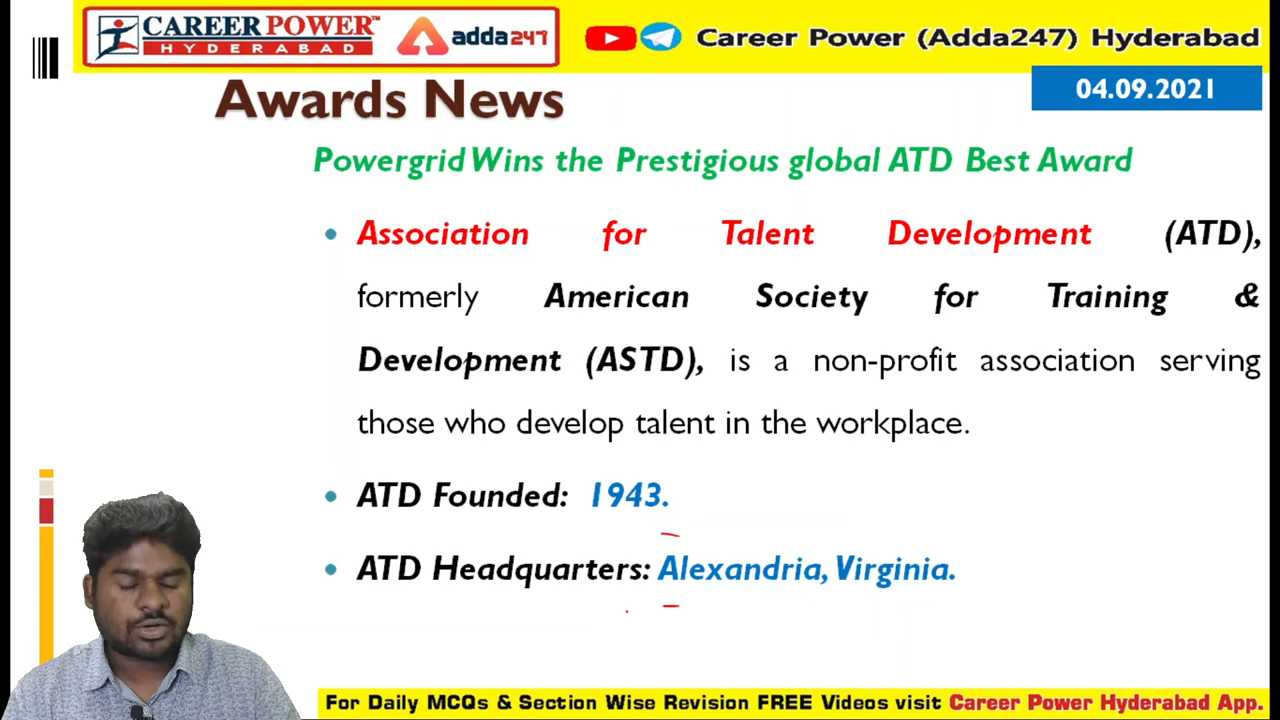 CAREER POWER™
HYDERABAD
adda247
Career Power (Adda247) Hyderabad
Awards News
04.09.2021
Powergrid Wins the Prestigious global ATD Best Award
• Association for Talent Development (ATD),
formerly American Society for Training &
Development (ASTD), is a non-profit association serving
those who develop talent in the workplace.
• ATD Founded: 1943.
• ATD Headquarters: Alexandria, Virginia.
For Daily MCQs & Section Wise Revision FREE Videos visit Career Power Hyderabad App.